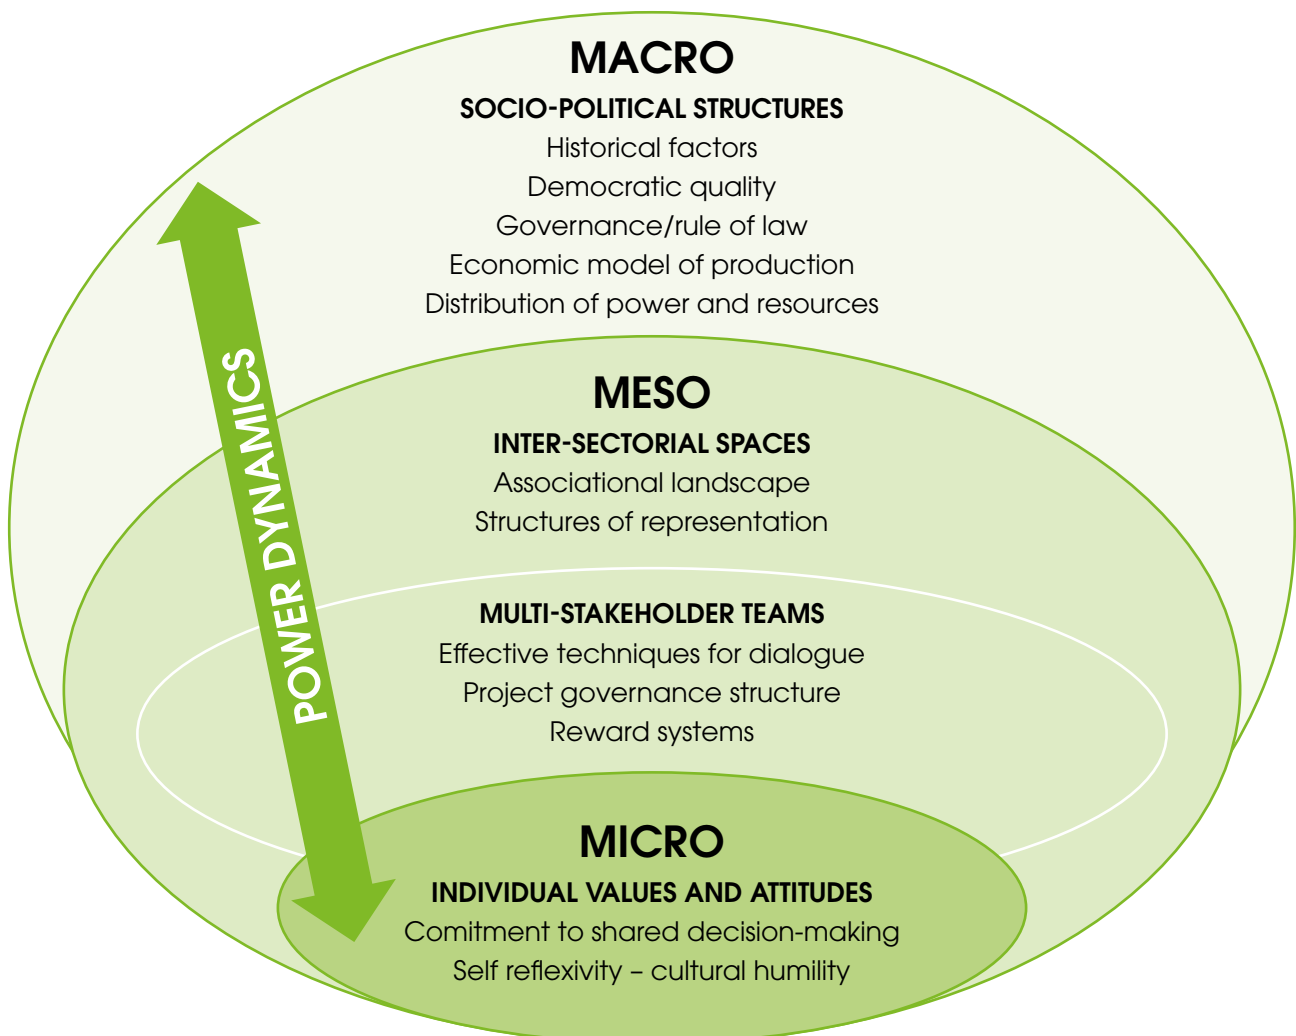 MACRO
SOCIO-POLITICAL STRUCTURES
Historical factors
Democratic quality
Governance/rule of law
Economic model of production
Distribution of power and resources
POWER DYNAMICS
MESO
INTER-SECTORIAL SPACES
Associational landscape
Structures of representation
MULTI-STAKEHOLDER TEAMS
Effective techniques for dialogue
Project governance structure
Reward systems
MICRO
INDIVIDUAL VALUES AND ATTITUDES
Comitment to shared decision-making
Self reflexivity – cultural humility